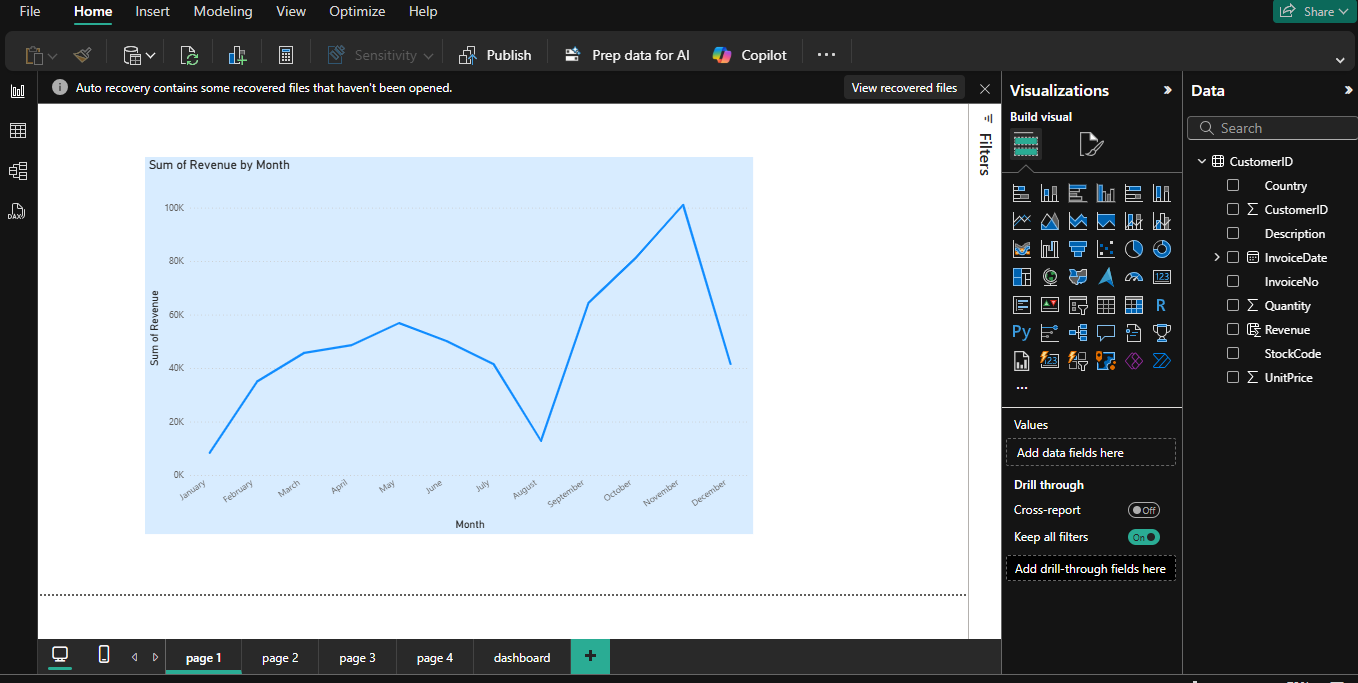 File Home Insert Modeling View Optimize Help
Share
Sensitivity Publish Prep data for AI Copilot
Auto recovery contains some recovered files that haven't been opened. View recovered files
Sum of Revenue by Month
Sum of Revenue
100K
80K
60K
40K
20K
0K
January February March April May June July August September October November December
Month
Filters
Visualizations
Build visual
123
R
Py
123
...
Values
Add data fields here
Drill through
Cross-report Off
Keep all filters On
Add drill-through fields here
Data
Search
CustomerID
Country
Σ CustomerID
Description
InvoiceDate
InvoiceNo
Σ Quantity
Revenue
StockCode
Σ UnitPrice
DAX
page 1 page 2 page 3 page 4 dashboard +